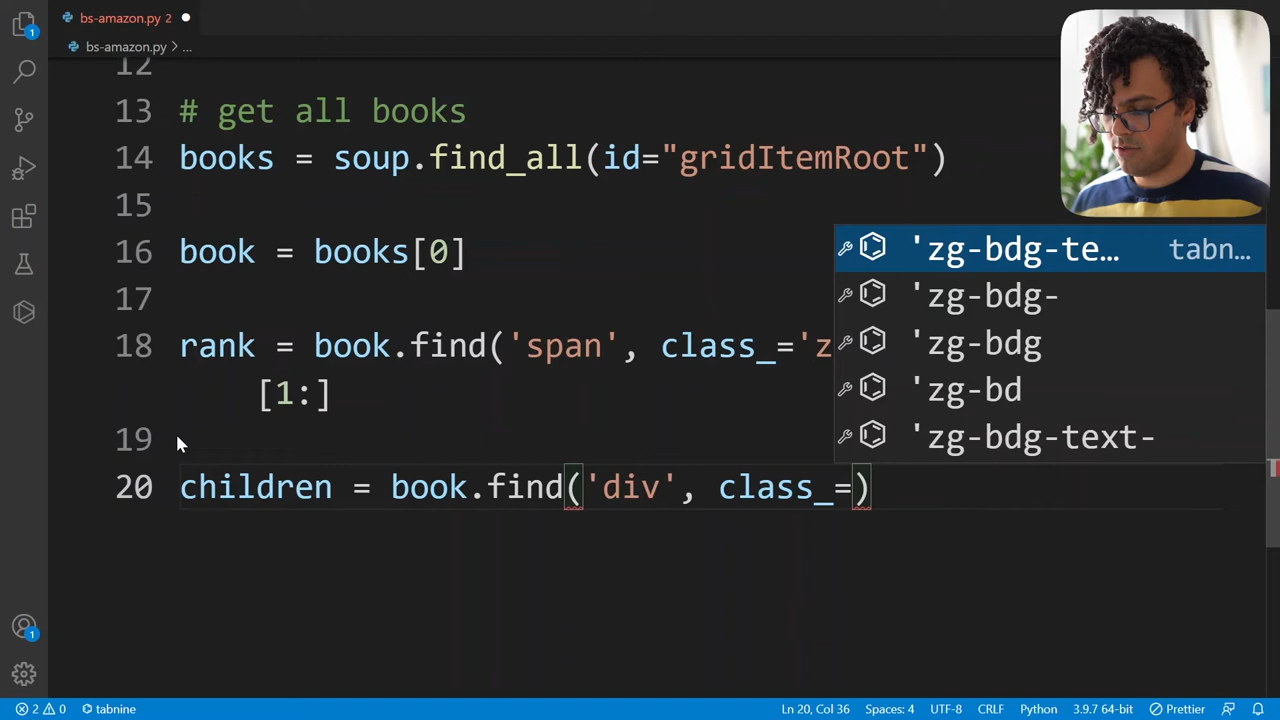 bs-amazon.py 2
bs-amazon.py > ...
12
13 # get all books
14 books = soup.find_all(id="gridItemRoot")
15
16 book = books[0]
17
18 rank = book.find('span', class_='z
[1:]
19
20 children = book.find('div', class_=)
'zg-bdg-te… tabn…
'zg-bdg-
'zg-bdg
'zg-bd
'zg-bdg-text-
1
1
2 0 tabnine Ln 20, Col 36 Spaces: 4 UTF-8 CRLF Python 3.9.7 64-bit Prettier